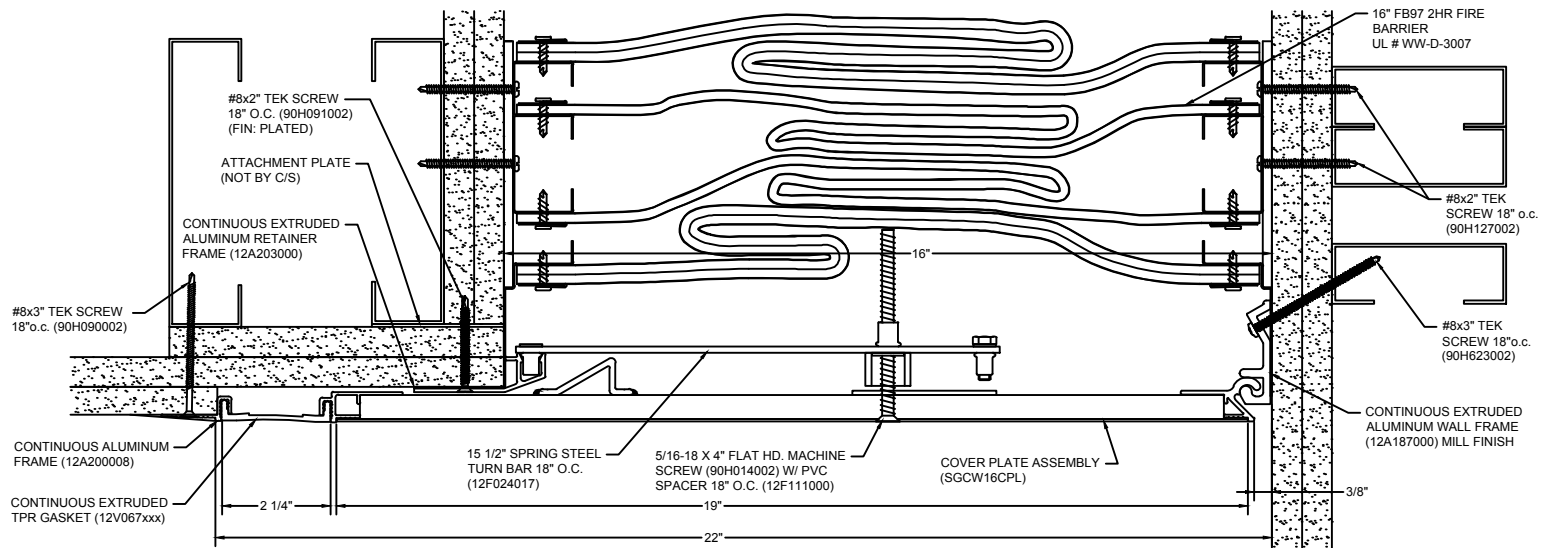 16" FB97 2HR FIRE
BARRIER
UL # WW-D-3007
#8x2" TEK SCREW
18" O.C. (90H091002)
(FIN: PLATED)
ATTACHMENT PLATE
(NOT BY C/S)
CONTINUOUS EXTRUDED
ALUMINUM RETAINER
FRAME (12A203000)
#8x3" TEK SCREW
18"o.c. (90H090002)
16"
#8x2" TEK
SCREW 18" o.c.
(90H127002)
#8x3" TEK
SCREW 18"o.c.
(90H623002)
CONTINUOUS ALUMINUM
FRAME (12A200008)
CONTINUOUS EXTRUDED
TPR GASKET (12V067xxx)
15 1/2" SPRING STEEL
TURN BAR 18" O.C.
(12F024017)
5/16-18 X 4" FLAT HD. MACHINE
SCREW (90H014002) W/ PVC
SPACER 18" O.C. (12F111000)
COVER PLATE ASSEMBLY
(SGCW16CPL)
CONTINUOUS EXTRUDED
ALUMINUM WALL FRAME
(12A187000) MILL FINISH
2 1/4"
19"
3/8"
22"